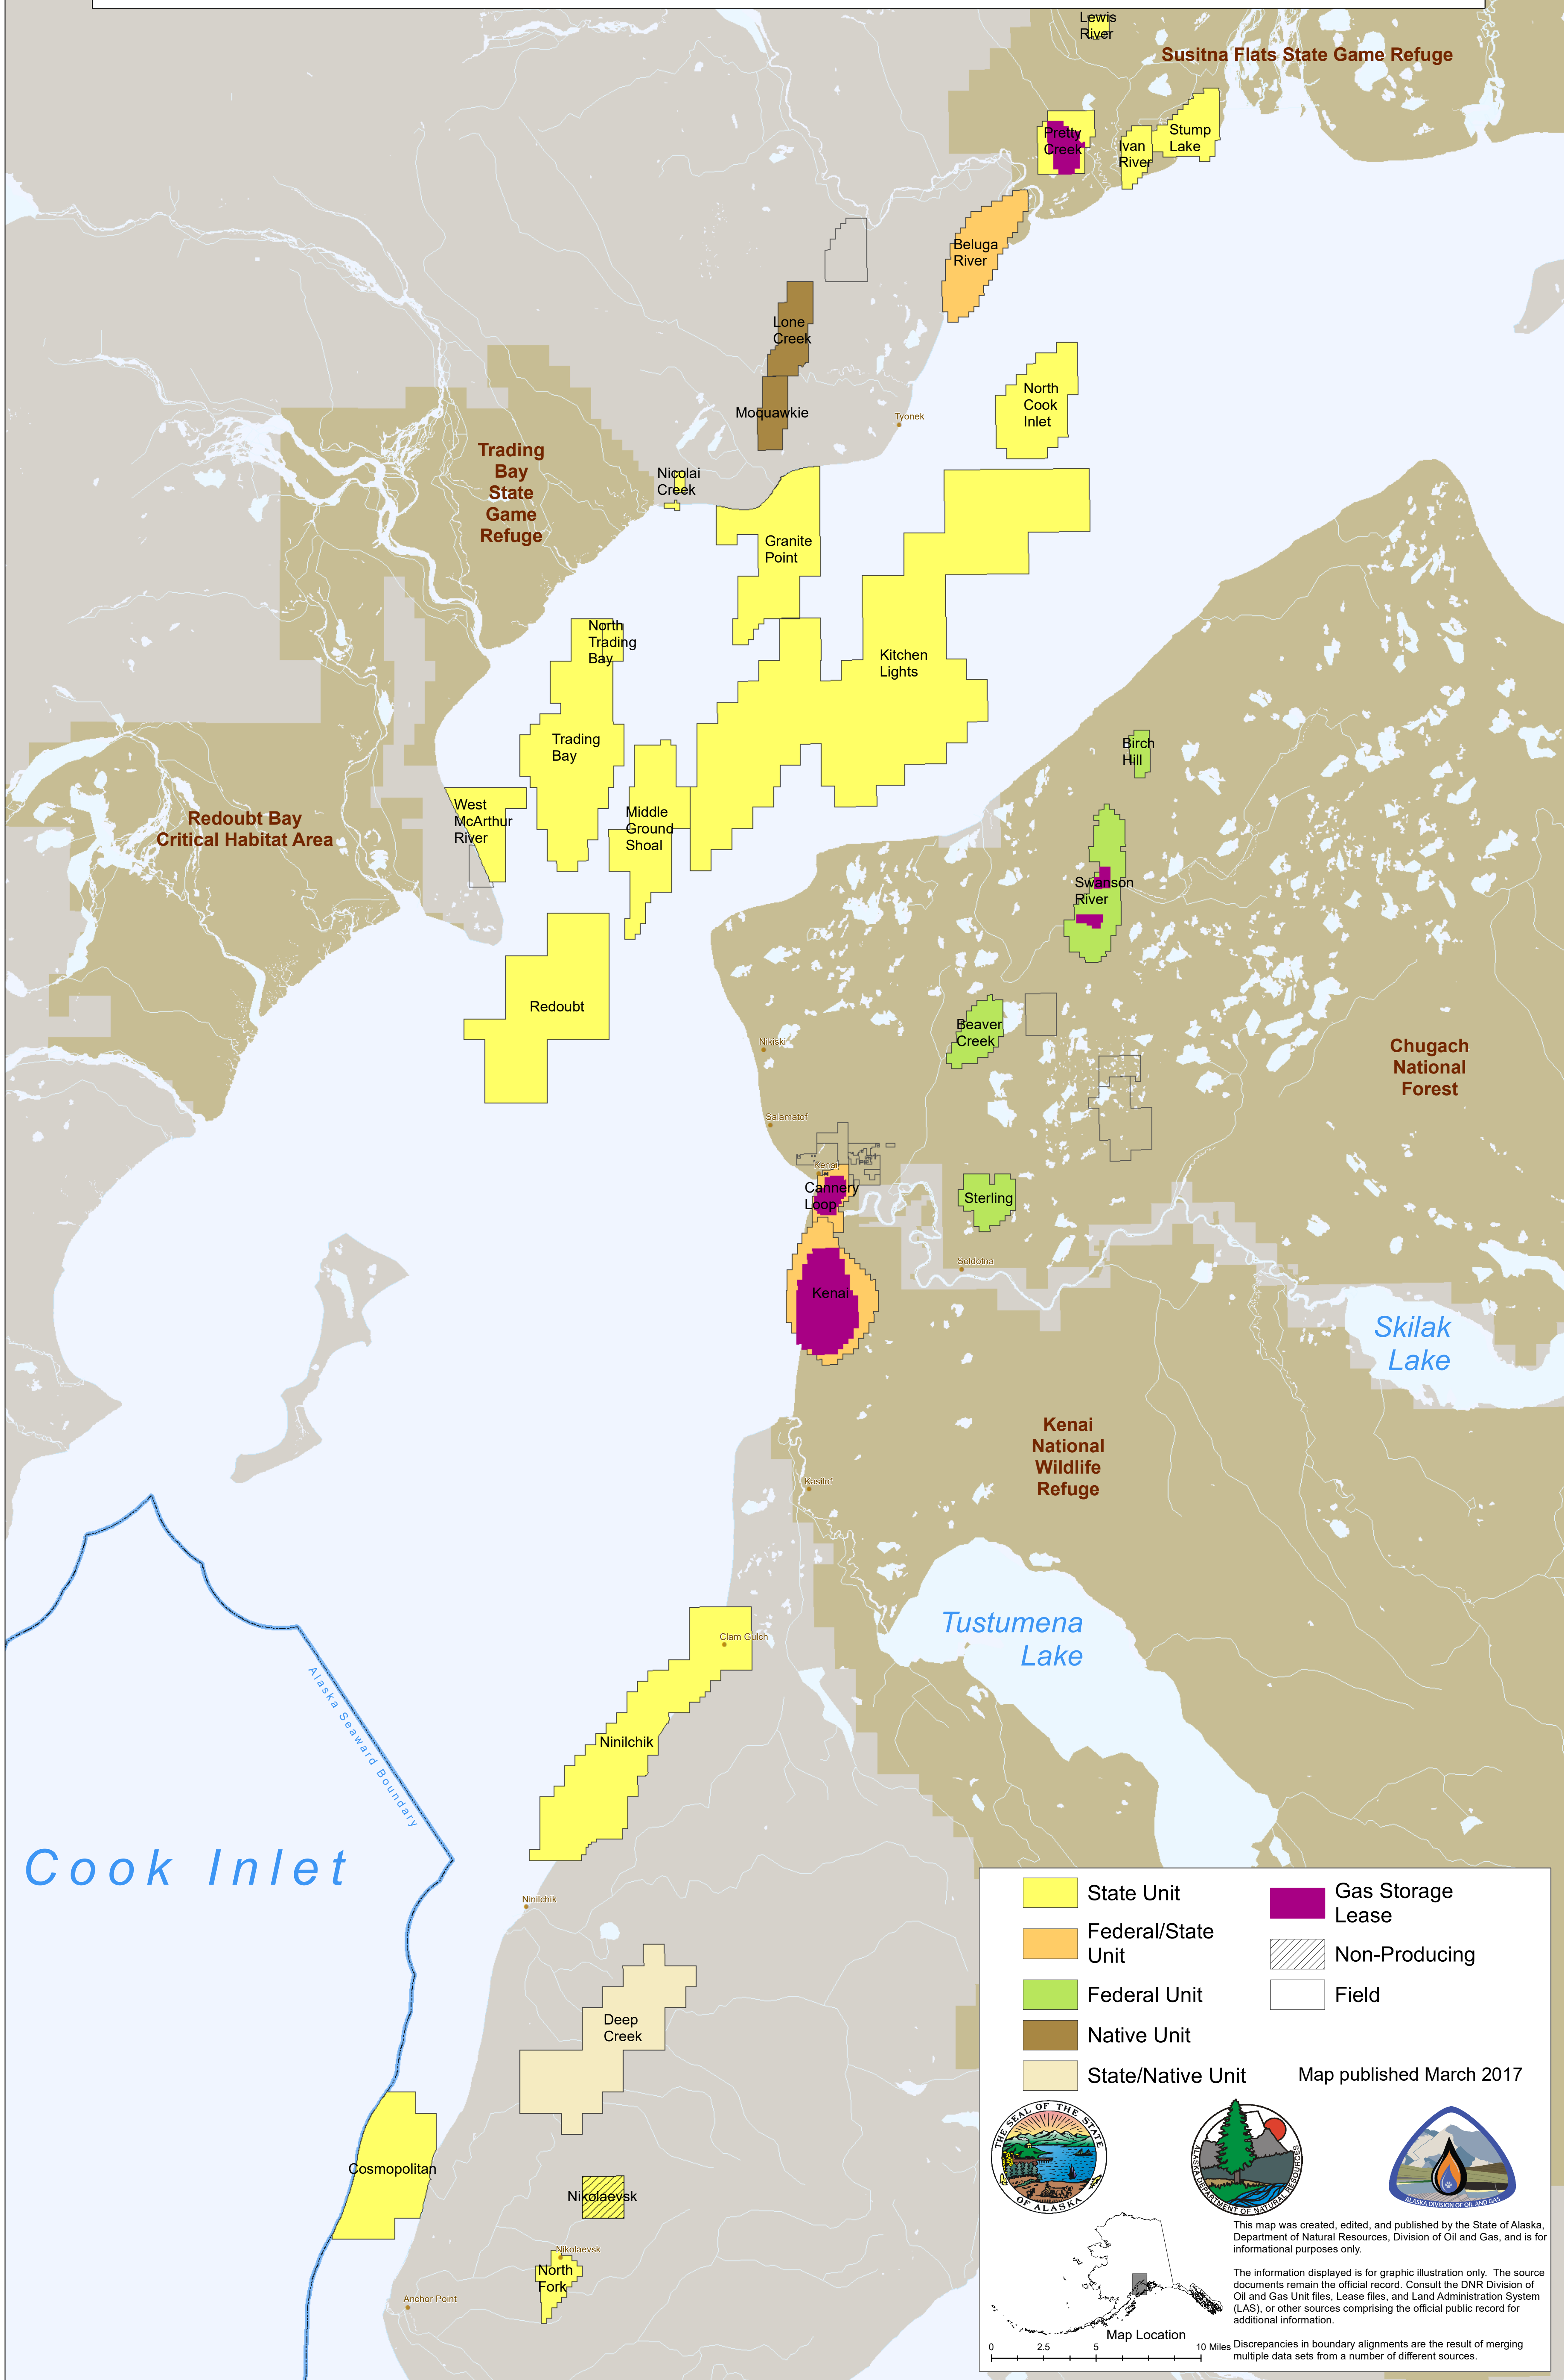 Lewis
River
Susitna Flats State Game Refuge
Pretty
Creek
Ivan
River
Stump
Lake
Beluga
River
Lone
Creek
Moquawkie
North
Cook
Inlet
Tyonek
Trading
Bay
State
Game
Refuge
Nicolai
Creek
Granite
Point
North
Trading
Bay
Kitchen
Lights
Trading
Bay
Birch
Hill
West
McArthur
River
Middle
Ground
Shoal
Redoubt Bay
Critical Habitat Area
Swanson
River
Redoubt
Beaver
Creek
Nikiski
Chugach
National
Forest
Salamatof
Kenai
Cannery
Loop
Sterling
Soldotna
Kenai
Skilak
Lake
Kenai
National
Wildlife
Refuge
Kasilof
Tustumena
Lake
Clam Gulch
Alaska Seaward Boundary
Ninilchik
Cook Inlet
Ninilchik
Deep
Creek
Cosmopolitan
Nikolaevsk
Nikolaevsk
North
Fork
Anchor Point
State Unit
Federal/State
Unit
Federal Unit
Native Unit
State/Native Unit
Gas Storage
Lease
Non-Producing
Field
Map published March 2017
THE SEAL OF THE STATE
OF ALASKA
ALASKA DEPARTMENT OF NATURAL RESOURCES
ALASKA DIVISION OF OIL AND GAS
This map was created, edited, and published by the State of Alaska,
Department of Natural Resources, Division of Oil and Gas, and is for
informational purposes only.
The information displayed is for graphic illustration only. The source
documents remain the official record. Consult the DNR Division of
Oil and Gas Unit files, Lease files, and Land Administration System
(LAS), or other sources comprising the official public record for
additional information.
Discrepancies in boundary alignments are the result of merging
multiple data sets from a number of different sources.
Map Location
0 2.5 5 10 Miles